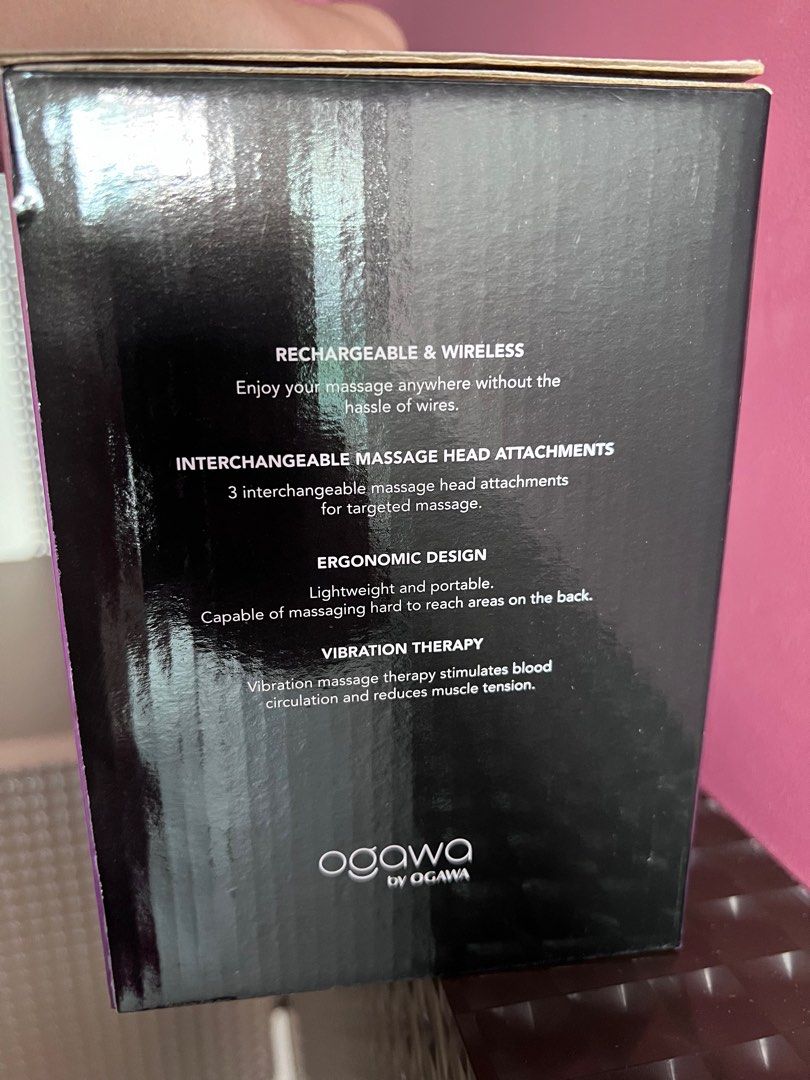 RECHARGEABLE & WIRELESS
Enjoy your massage anywhere without the
hassle of wires.
INTERCHANGEABLE MASSAGE HEAD ATTACHMENTS
3 interchangeable massage head attachments
for targeted massage.
ERGONOMIC DESIGN
Lightweight and portable.
Capable of massaging hard to reach areas on the back.
VIBRATION THERAPY
Vibration massage therapy stimulates blood
circulation and reduces muscle tension.
ogawa
by OGAWA